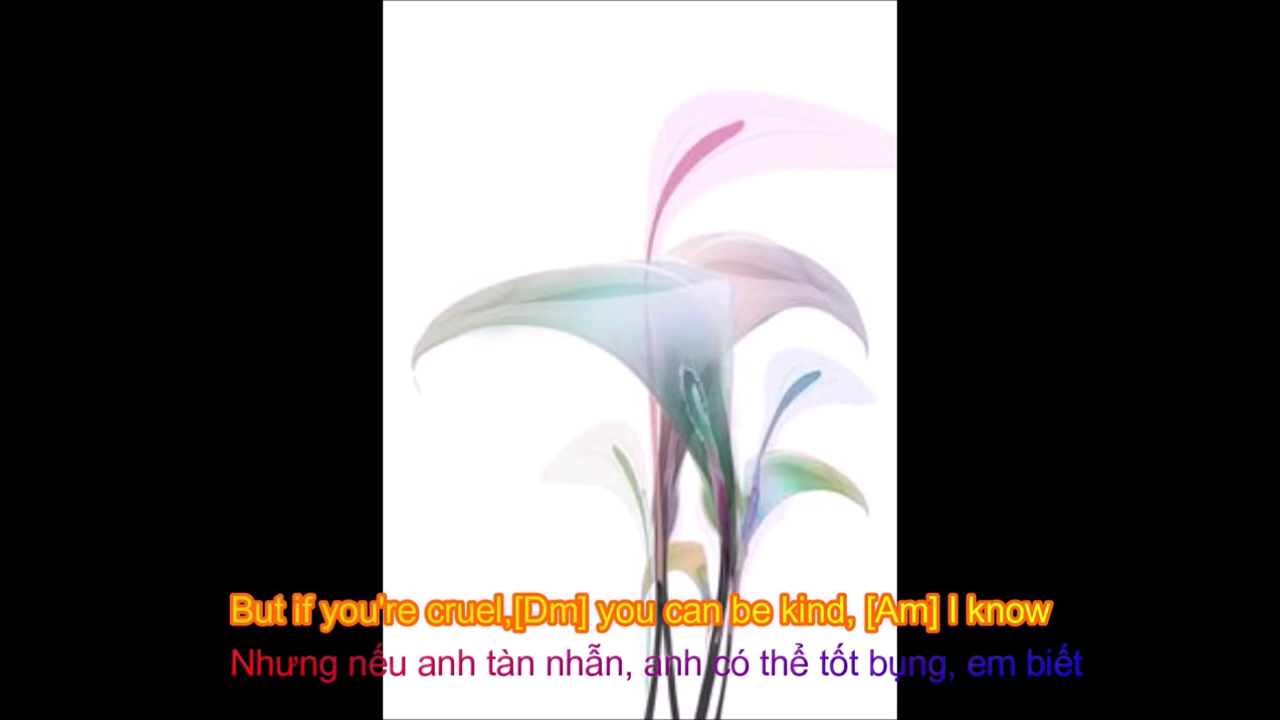 But if you're cruel,[Dm] you can be kind, [Am] I know
Nhưng nếu anh tàn nhẫn, anh có thể tốt bụng, em biết